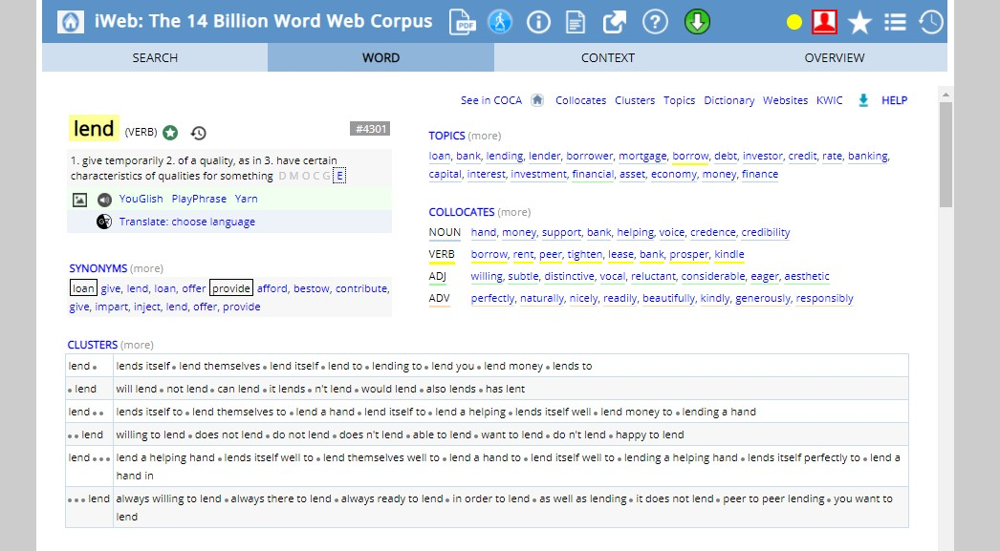 iWeb: The 14 Billion Word Web Corpus PDF
SEARCH WORD CONTEXT OVERVIEW
See in COCA Collocates Clusters Topics Dictionary Websites KWIC HELP
lend (VERB) #4301
1. give temporarily 2. of a quality, as in 3. have certain
characteristics of qualities for something D M O C G E
YouGlish PlayPhrase Yarn
Translate: choose language
SYNONYMS (more)
loan give, lend, loan, offer provide afford, bestow, contribute,
give, impart, inject, lend, offer, provide
TOPICS (more)
loan, bank, lending, lender, borrower, mortgage, borrow, debt, investor, credit, rate, banking,
capital, interest, investment, financial, asset, economy, money, finance
COLLOCATES (more)
NOUN hand, money, support, bank, helping, voice, credence, credibility
VERB borrow, rent, peer, tighten, lease, bank, prosper, kindle
ADJ willing, subtle, distinctive, vocal, reluctant, considerable, eager, aesthetic
ADV perfectly, naturally, nicely, readily, beautifully, kindly, generously, responsibly
CLUSTERS (more)
lend • lends itself • lend themselves • lend itself • lend to • lending to • lend you • lend money • lends to
• lend will lend • not lend • can lend • it lends • n't lend • would lend • also lends • has lent
lend • • lends itself to • lend themselves to • lend a hand • lend itself to • lend a helping • lends itself well • lend money to • lending a hand
• • lend willing to lend • does not lend • do not lend • does n't lend • able to lend • want to lend • do n't lend • happy to lend
lend • • • lend a helping hand • lends itself well to • lend themselves well to • lend a hand to • lend itself well to • lending a helping hand • lends itself perfectly to • lend a
hand in
• • • lend always willing to lend • always there to lend • always ready to lend • in order to lend • as well as lending • it does not lend • peer to peer lending • you want to
lend